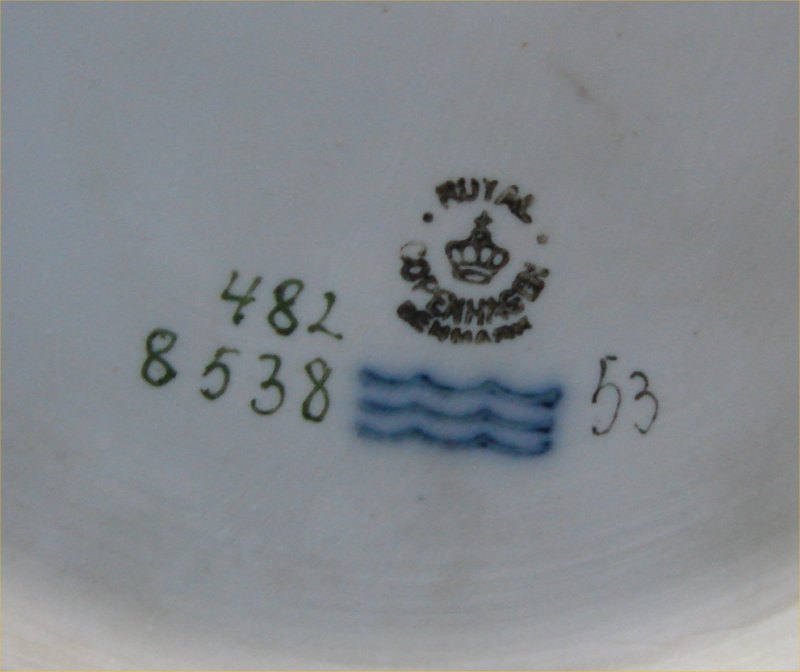 ROYAL
COPENHAGEN
DENMARK
482
8538
53